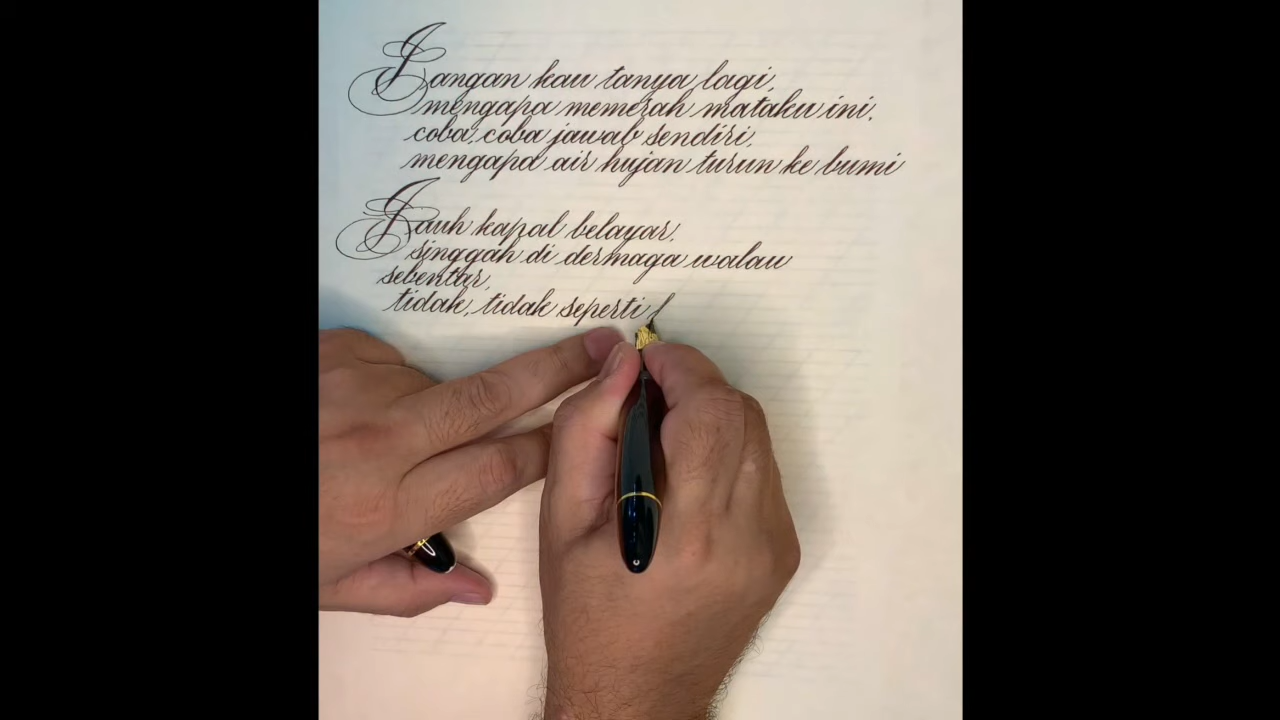 Jangan kau tanya lagi,
mengapa memerah mataku ini.
coba, coba jawab sendiri,
mengapa air hujan turun ke bumi
Jauh kapal belayar,
singgah di dermaga walau
sebentar,
tidak, tidak seperti